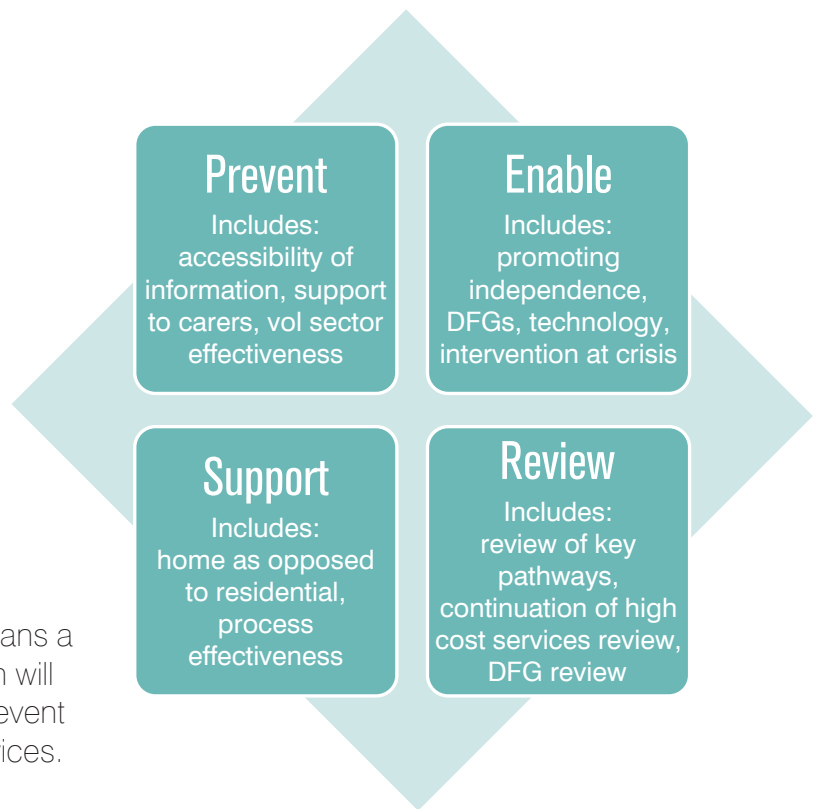 Prevent
Includes:
accessibility of
information, support
to carers, vol sector
effectiveness
Enable
Includes:
promoting
independence,
DFGs, technology,
intervention at crisis
Support
Includes:
home as opposed
to residential,
process
effectiveness
Review
Includes:
review of key
pathways,
continuation of high
cost services review,
DFG review
a
will